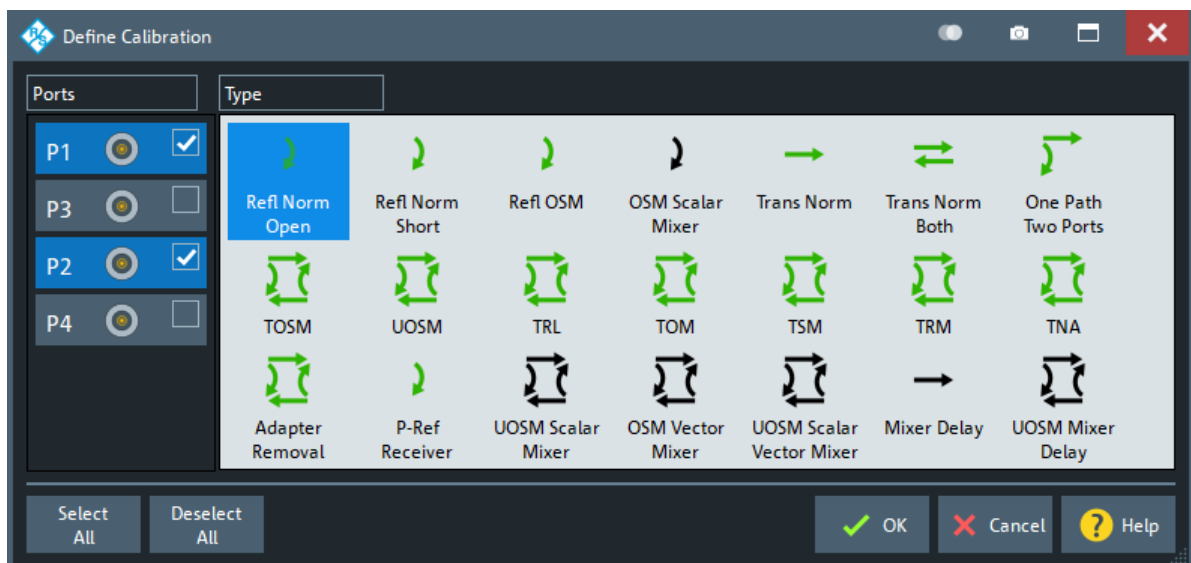 Define Calibration
Ports
Type
P1
P3
P2
P4
Refl Norm
Open
Refl Norm
Short
Refl OSM
OSM Scalar
Mixer
Trans Norm
Trans Norm
Both
One Path
Two Ports
TOSM
UOSM
TRL
TOM
TSM
TRM
TNA
Adapter
Removal
P-Ref
Receiver
UOSM Scalar
Mixer
OSM Vector
Mixer
UOSM Scalar
Vector Mixer
Mixer Delay
UOSM Mixer
Delay
Select
All
Deselect
All
OK
Cancel
? Help